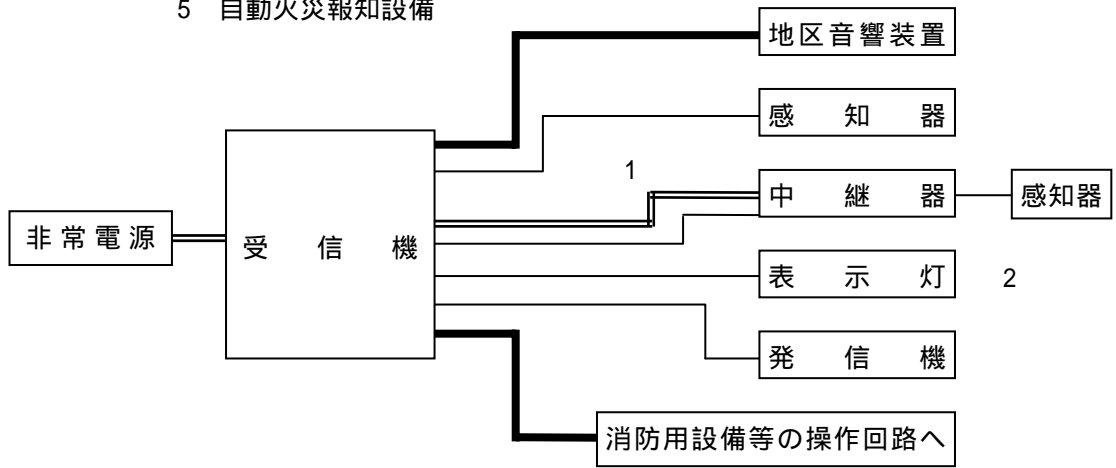 5 自動火災報知設備
地区音響装置
感知器
1
中継器
感知器
非常電源
受信機
表示灯
2
発信機
消防用設備等の操作回路へ